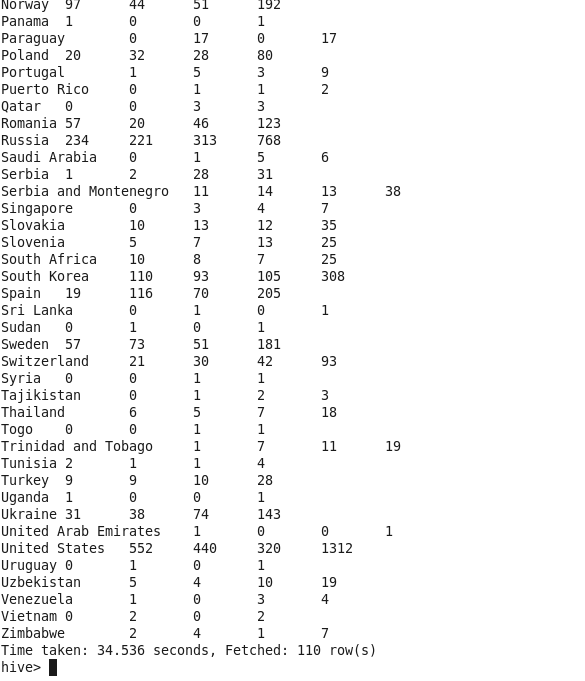 Norway	97	44	51	192
Panama	1	0	0	1
Paraguay	0	17	0	17
Poland	20	32	28	80
Portugal	1	5	3	9
Puerto Rico	0	1	1	2
Qatar	0	0	3	3
Romania	57	20	46	123
Russia	234	221	313	768
Saudi Arabia	0	1	5	6
Serbia	1	2	28	31
Serbia and Montenegro	11	14	13	38
Singapore	0	3	4	7
Slovakia	10	13	12	35
Slovenia	5	7	13	25
South Africa	10	8	7	25
South Korea	110	93	105	308
Spain	19	116	70	205
Sri Lanka	0	1	0	1
Sudan	0	1	0	1
Sweden	57	73	51	181
Switzerland	21	30	42	93
Syria	0	0	1	1
Tajikistan	0	1	2	3
Thailand	6	5	7	18
Togo	0	0	1	1
Trinidad and Tobago	1	7	11	19
Tunisia	2	1	1	4
Turkey	9	9	10	28
Uganda	1	0	0	1
Ukraine	31	38	74	143
United Arab Emirates	1	0	0	1
United States	552	440	320	1312
Uruguay	0	1	0	1
Uzbekistan	5	4	10	19
Venezuela	1	0	3	4
Vietnam	0	2	0	2
Zimbabwe	2	4	1	7
Time taken: 34.536 seconds, Fetched: 110 row(s)
hive>